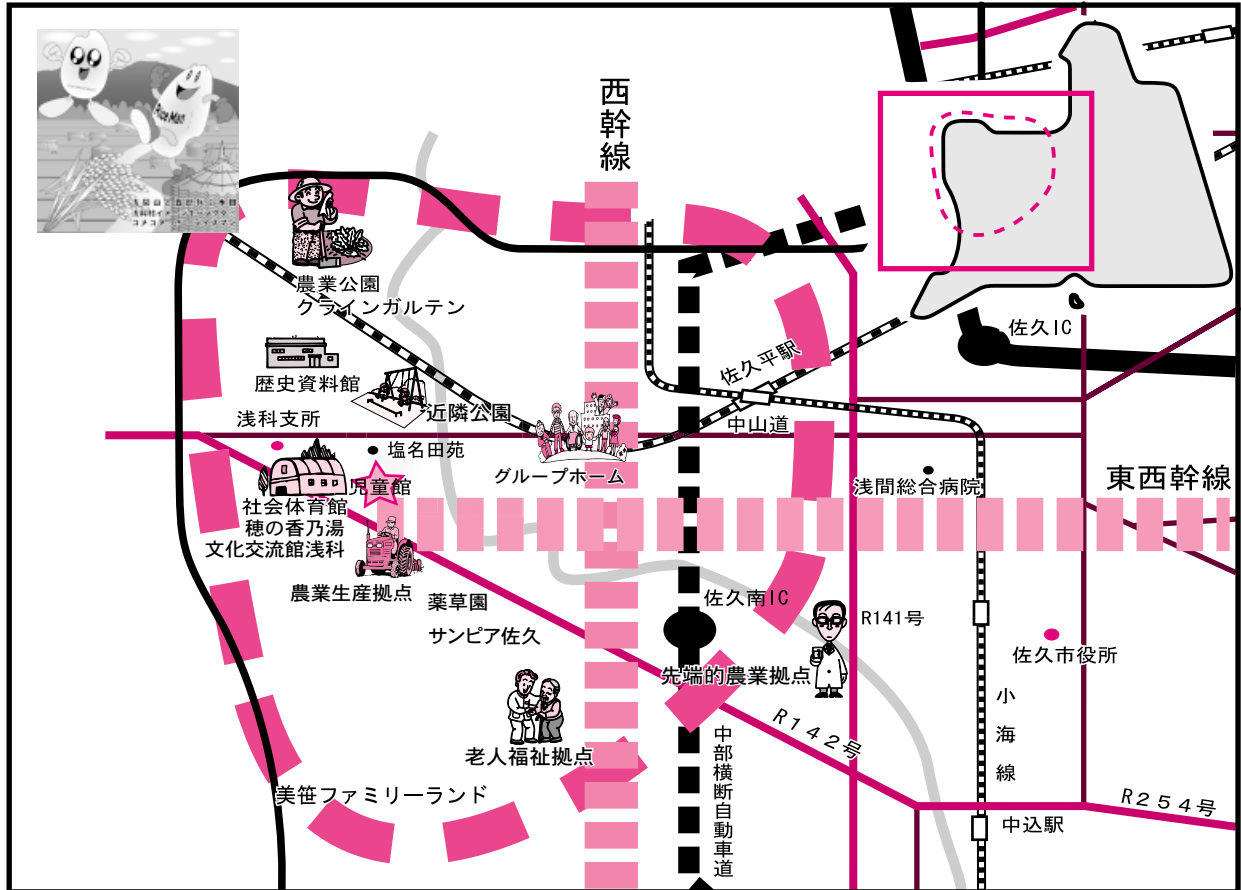 西幹線
Rice Man
農業公園
クラインガルテン
佐久IC
佐久平駅
歴史資料館
近隣公園
浅科支所
中山道
塩名田苑
グループホーム
東西幹線
児童館
浅間総合病院
社会体育館
穂の香乃湯
文化交流館浅科
農業生産拠点
薬草園
佐久南IC
R141号
サンピア佐久
佐久市役所
先端的農業拠点
小海線
R142号
中部横断自動車道
老人福祉拠点
美笹ファミリーランド
R254号
中込駅